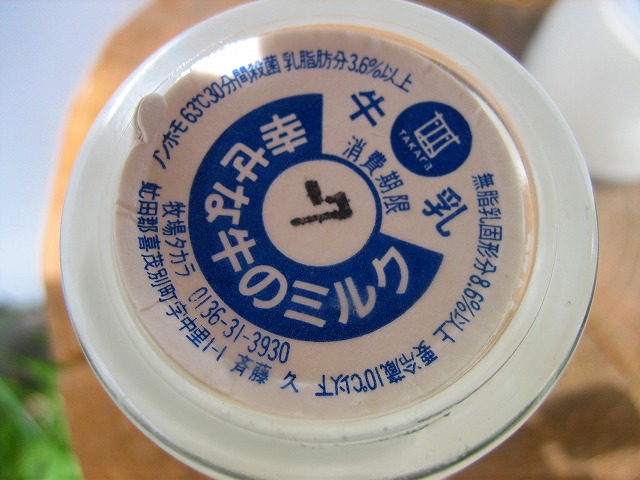 ノンホモ 63℃30分間殺菌 乳脂肪分3.6%以上
無脂乳固形分8.6%以上 要冷蔵10℃以下
牛乳
TAKARA
消費期限
幸せな牛のミルク
牧場タカラ 0136-31-3930
虻田郡喜茂別町字中里1-1 斉藤 久